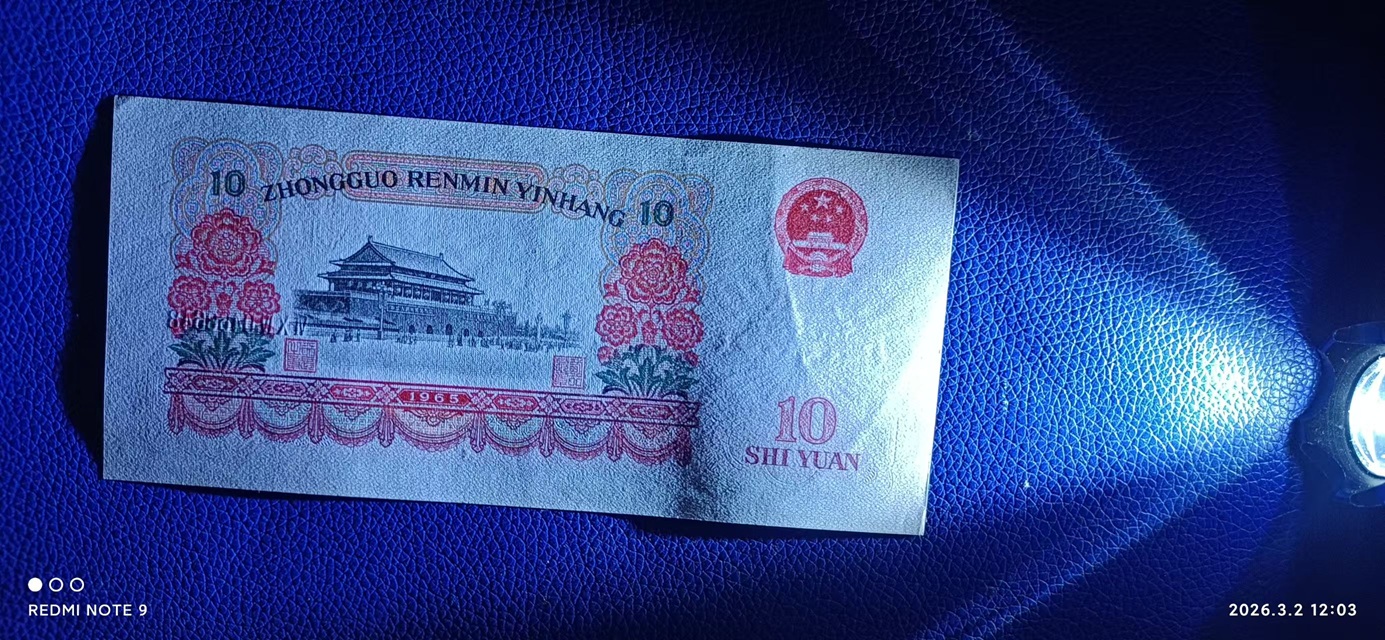 10 ZHONGGUO RENMIN YINHANG 10
1965
10
SHI YUAN
REDMI NOTE 9
2026.3.2 12:03